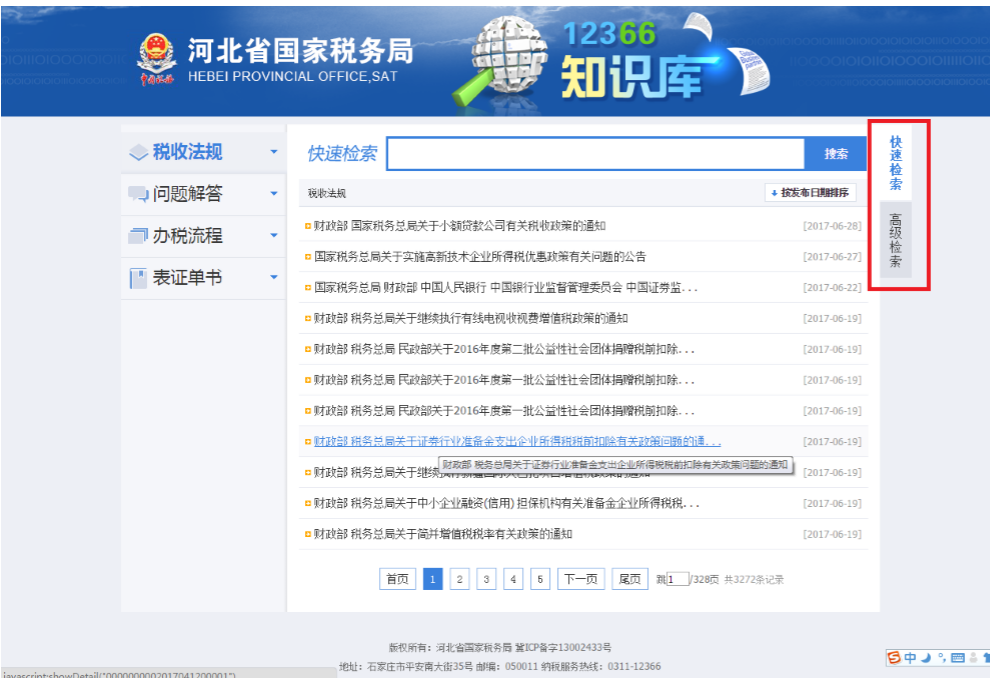 河北省国家税务局
HEBEI PROVINCIAL OFFICE,SAT
12366
知识库
税收法规
问题解答
办税流程
表证单书
快速检索
搜索
快速检索
高级检索
税收法规
按发布日期排序
财政部 国家税务总局关于小额贷款公司有关税收政策的通知 [2017-06-28]
国家税务总局关于实施高新技术企业所得税优惠政策有关问题的公告 [2017-06-27]
国家税务总局 财政部 中国人民银行 中国银行业监督管理委员会 中国证券监... [2017-06-22]
财政部 税务总局关于继续执行有线电视收视费增值税政策的通知 [2017-06-19]
财政部 税务总局 民政部关于2016年度第二批公益性社会团体捐赠税前扣除... [2017-06-19]
财政部 税务总局 民政部关于2016年度第一批公益性社会团体捐赠税前扣除... [2017-06-19]
财政部 税务总局 民政部关于2016年度第一批公益性社会团体捐赠税前扣除... [2017-06-19]
财政部 税务总局关于证券行业准备金支出企业所得税税前扣除有关政策问题的通... [2017-06-19]
财政部 税务总局关于证券行业准备金支出企业所得税税前扣除有关政策问题的通知
财政部 税务总局关于继续 [2017-06-19]
财政部 税务总局关于中小企业融资(信用)担保机构有关准备金企业所得税税... [2017-06-19]
财政部 税务总局关于简并增值税税率有关政策的通知 [2017-06-19]
首页 1 2 3 4 5 下一页 尾页 跳1/328页 共3272条记录
版权所有：河北省国家税务局 冀ICP备字13002433号
地址：石家庄市平安南大街35号 邮编：050011 纳税服务热线：0311-12366
javascript:showDetail("00000000020170412000001")
中